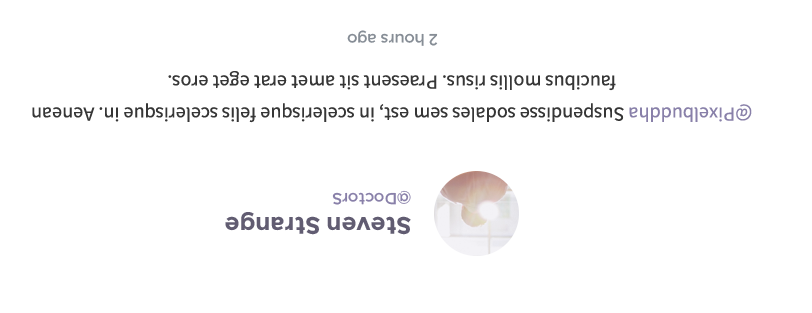 Steven Strange
@DoctorS
@Pixelbuddha Suspendisse sodales sem est, in scelerisque felis scelerisque in. Aenean
faucibus mollis risus. Praesent sit amet erat eget eros.
2 hours ago